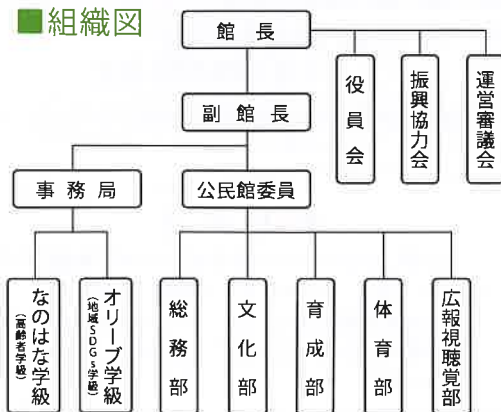 ■組織図
館長
役員会
振興協力会
運営審議会
副館長
事務局
公民館委員
なのはな学級
(高齢者学級)
オリーブ学級
(地域SDGs学級)
総務部
文化部
育成部
体育部
広報視聴覚部